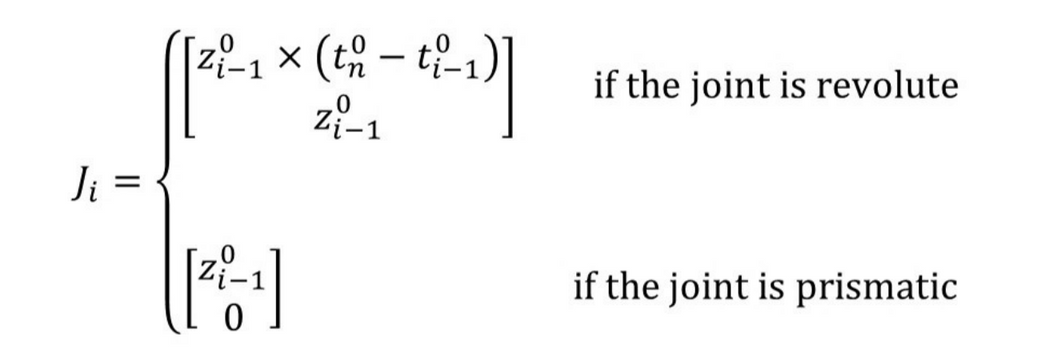 J_i = { [ z_{i-1}^0 × (t_n^0 − t_{i-1}^0) ; z_{i-1}^0 ] if the joint is revolute
[ z_{i-1}^0 ; 0 ] if the joint is prismatic